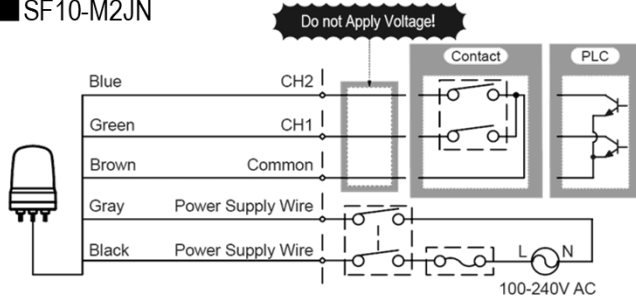 ■SF10-M2JN
Do not Apply Voltage!
Contact
PLC
Blue CH2
Green CH1
Brown Common
Gray Power Supply Wire
Black Power Supply Wire
L N
100-240V AC